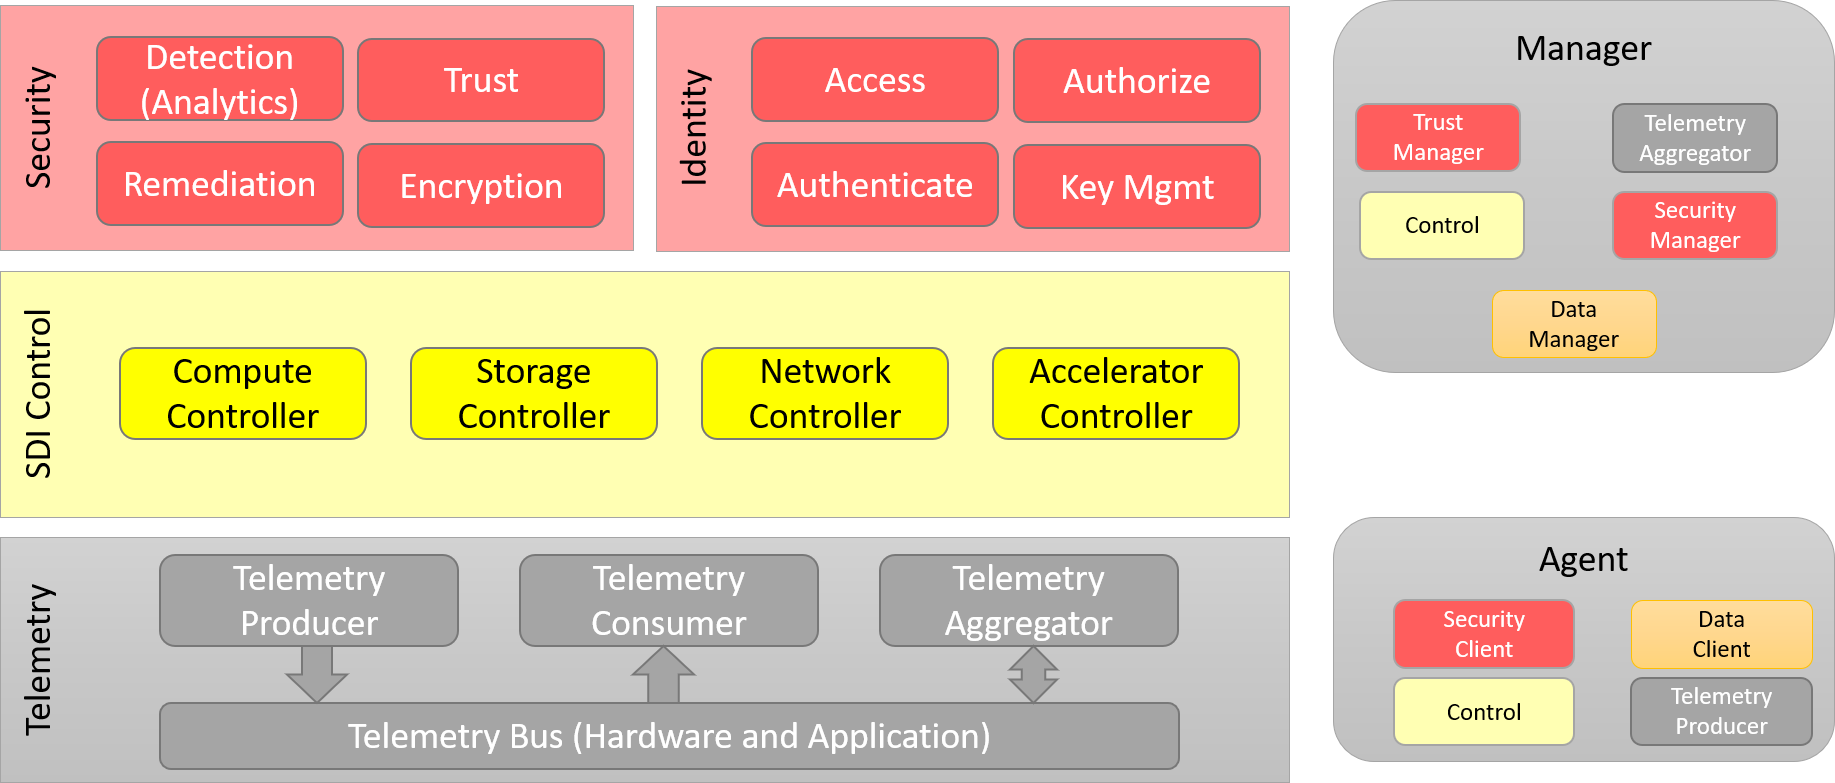 Security
Detection
(Analytics)
Trust
Remediation
Encryption
Identity
Access
Authorize
Authenticate
Key Mgmt
SDI Control
Compute
Controller
Storage
Controller
Network
Controller
Accelerator
Controller
Telemetry
Telemetry
Producer
Telemetry
Consumer
Telemetry
Aggregator
Telemetry Bus (Hardware and Application)
Manager
Trust
Manager
Telemetry
Aggregator
Control
Security
Manager
Data
Manager
Agent
Security
Client
Data
Client
Control
Telemetry
Producer